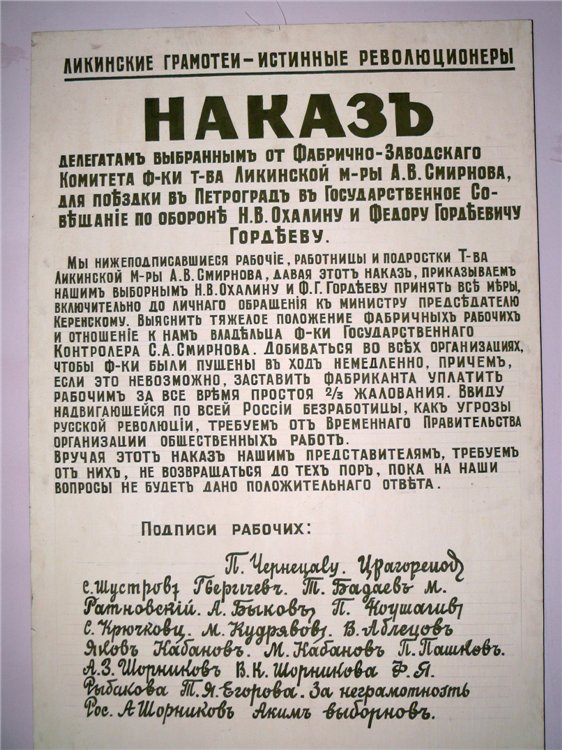 ЛИКИНСКИЕ ГРАМОТЕИ – ИСТИННЫЕ РЕВОЛЮЦИОНЕРЫ
НАКАЗЪ
ДЕЛЕГАТАМЪ ВЫБРАННЫМЪ ОТ ФАБРИЧНО-ЗАВОДСКАГО
КОМИТЕТА Ф-КИ Т-ВА ЛИКИНСКОЙ М-РЫ А.В.СМИРНОВА,
ДЛЯ ПОЕЗДКИ ВЪ ПЕТРОГРАД ВЪ ГОСУДАРСТВЕННОЕ СО-
ВѢЩАНІЕ ПО ОБОРОНѢ Н.В.ОХАЛИНУ И ФЕДОРУ ГОРДѢЕВИЧУ
ГОРДѢЕВУ.
МЫ НИЖЕПОДПИСАВШИЕСЯ РАБОЧІЕ, РАБОТНИЦЫ И ПОДРОСТКИ Т-ВА
ЛИКИНСКОЙ М-РЫ А.В.СМИРНОВА, ДАВАЯ ЭТОТЪ НАКАЗЪ, ПРИКАЗЫВАЕМЪ
НАШИМЪ ВЫБОРНЫМЪ Н.В.ОХАЛИНУ И Ф.Г.ГОРДѢЕВУ ПРИНЯТЬ ВСѢ МѢРЫ,
ВКЛЮЧИТЕЛЬНО ДО ЛИЧНАГО ОБРАЩЕНІЯ КЪ МИНИСТРУ ПРЕДСѢДАТЕЛЮ
КЕРЕНСКОМУ. ВЫЯСНИТЬ ТЯЖЕЛОЕ ПОЛОЖЕНИЕ ФАБРИЧНЫХЪ РАБОЧИХЪ
И ОТНОШЕНІЕ К НАМЪ ВЛАДѢЛЬЦА Ф-КИ ГОСУДАРСТВЕННАГО
КОНТРОЛЕРА С.А.СМИРНОВА. ДОБИВАТЬСЯ ВО ВСѢХЪ ОРГАНИЗАЦИЯХЪ,
ЧТОБЫ Ф-КИ БЫЛИ ПУЩЕНЫ ВЪ ХОДЪ НЕМЕДЛЕННО, ПРИЧЕМЪ,
ЕСЛИ ЭТО НЕВОЗМОЖНО, ЗАСТАВИТЬ ФАБРИКАНТА УПЛАТИТЬ
РАБОЧИМЪ ЗА ВСЕ ВРЕМЯ ПРОСТОЯ 2/3 ЖАЛОВАНИЯ. ВВИДУ
НАДВИГАЮЩЕЙСЯ ПО ВСЕЙ РОССІИ БЕЗРАБОТИЦЫ, КАКЪ УГРОЗЫ
РУССКОЙ РЕВОЛЮЦІИ, ТРЕБУЕМЪ ОТЪ ВРЕМЕННАГО ПРАВИТЕЛЬСТВА
ОРГАНИЗАЦИИ ОБЩЕСТВЕННЫХЪ РАБОТЪ.
ВРУЧАЯ ЭТОТЪ НАКАЗЪ НАШИМЪ ПРЕДСТАВИТЕЛЯМЪ, ТРЕБУЕМЪ
ОТЪ НИХЪ, НЕ ВОЗВРАЩАТЬСЯ ДО ТЕХЪ ПОРЪ, ПОКА НА НАШИ
ВОПРОСЫ НЕ БУДЕТЪ ДАНО ПОЛОЖИТЕЛЬНАГО ОТВѢТА.
ПОДПИСИ РАБОЧИХ:
П. Чернецаву.
с. Шустровъ Т. Бадаевъ М.
Ратновскій. А. Быковъ П.
С. Крючковц. М. Кудрявовъ. В. Аблецовъ
Яковъ Кабановъ. М. Кабановъ П. Пашковъ.
А.З. Шорниковъ В.К. Шорникова Ф.Я.
Рыбакова Т.Я. Егорова. За неграмотность
Рос. А Шорниковъ Акимъ выборновъ.